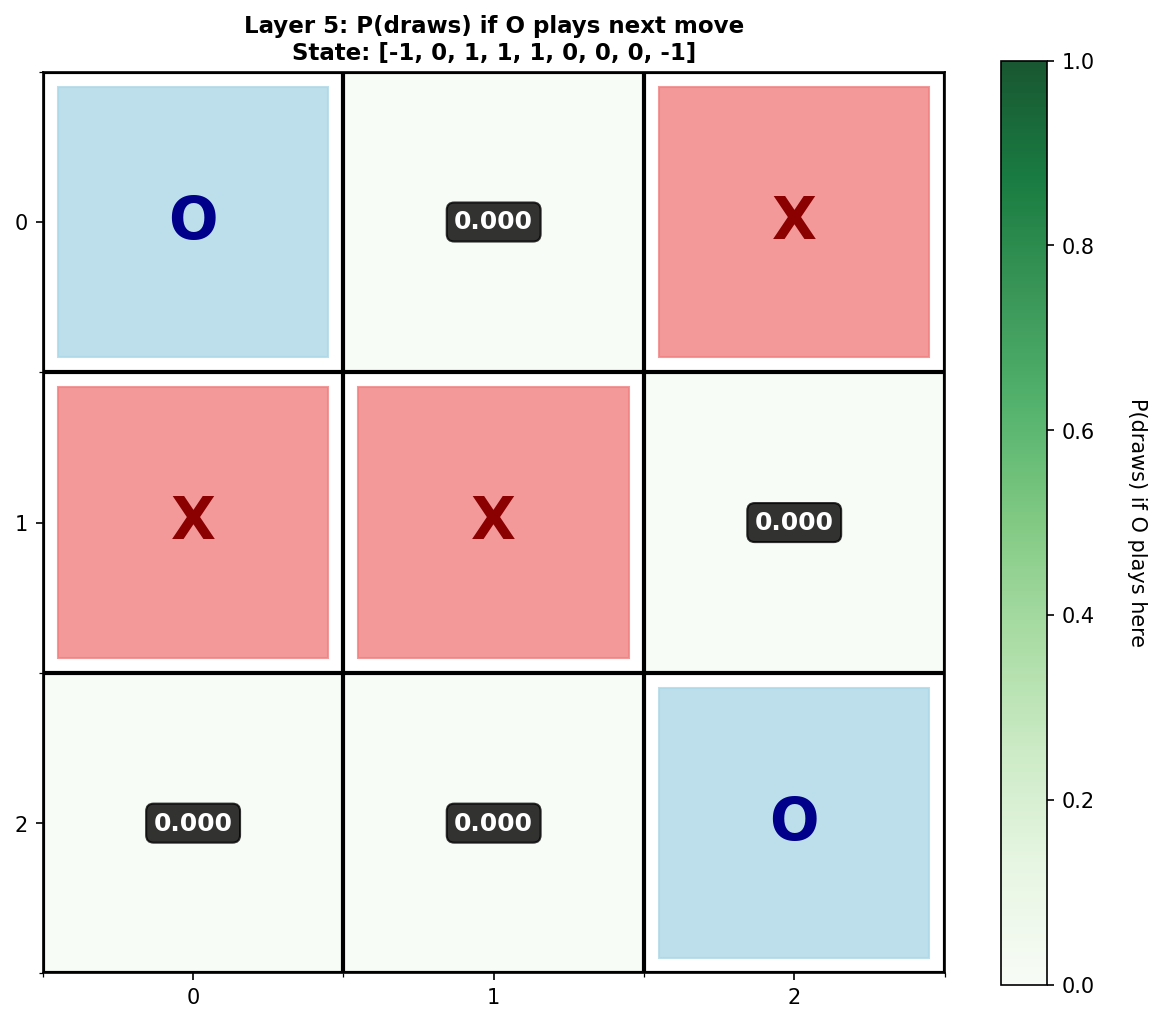 Layer 5: P(draws) if O plays next move
State: [-1, 0, 1, 1, 1, 0, 0, 0, -1]
O
0.000
X
X
X
0.000
0.000
0.000
O
0
1
2
0
1
2
1.0
0.8
0.6
0.4
0.2
0.0
P(draws) if O plays here